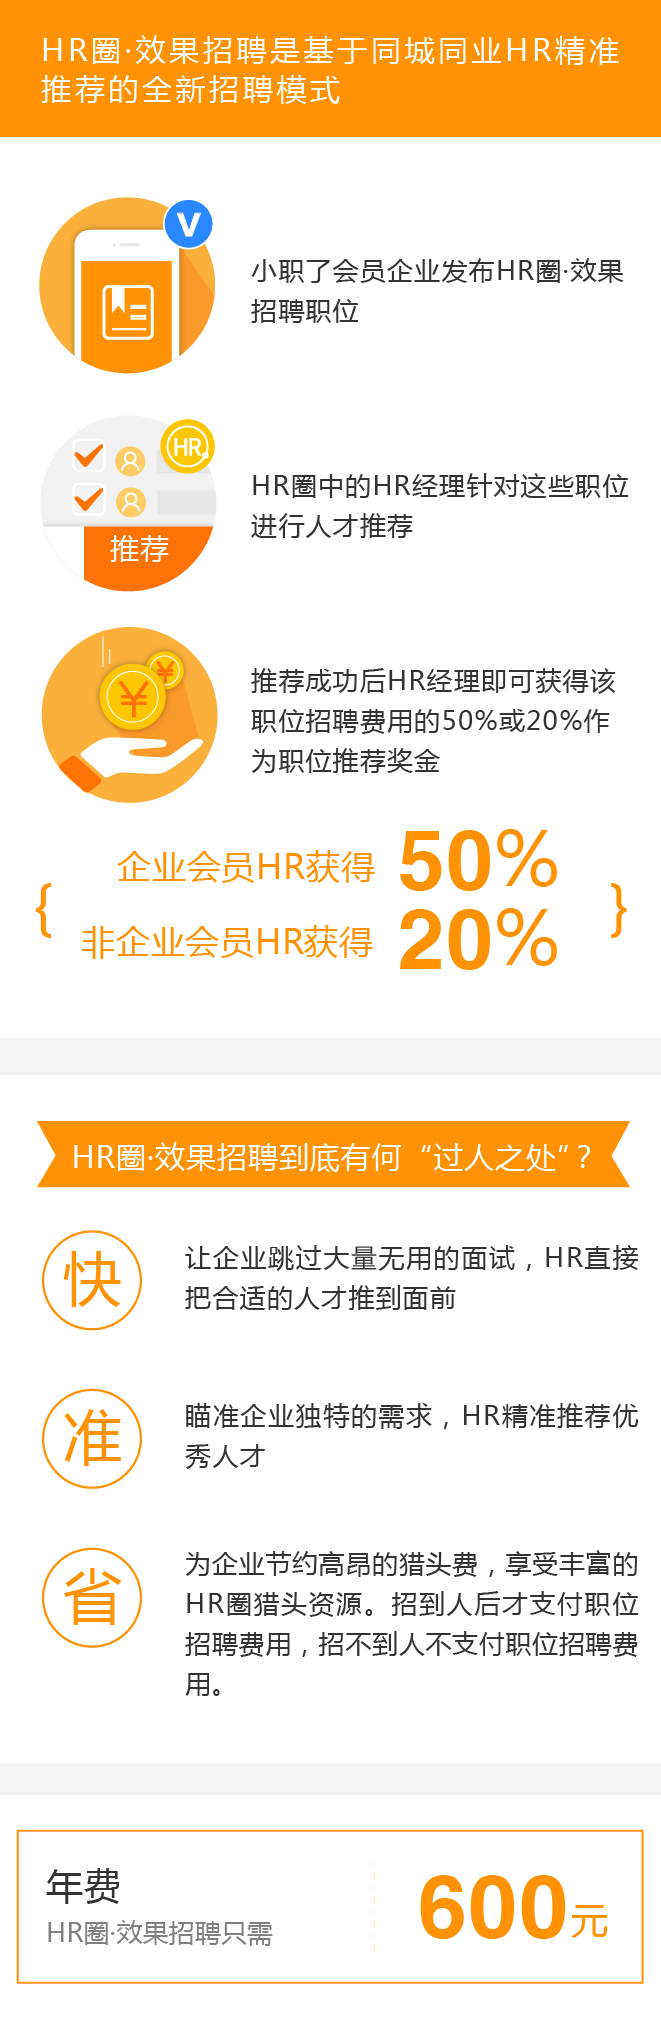 HR圈·效果招聘是基于同城同业HR精准
推荐的全新招聘模式
V
小职了会员企业发布HR圈·效果
招聘职位
HR
HR圈中的HR经理针对这些职位
进行人才推荐
推荐
推荐成功后HR经理即可获得该
职位招聘费用的50%或20%作
为职位推荐奖金
¥ ¥
企业会员HR获得 50%
{ }
非企业会员HR获得 20%
HR圈·效果招聘到底有何“过人之处”?
快
让企业跳过大量无用的面试，HR直接
把合适的人才推到面前
准
瞄准企业独特的需求，HR精准推荐优
秀人才
省
为企业节约高昂的猎头费，享受丰富的
HR圈猎头资源。招到人后才支付职位
招聘费用，招不到人不支付职位招聘费
用。
年费
HR圈·效果招聘只需
600元